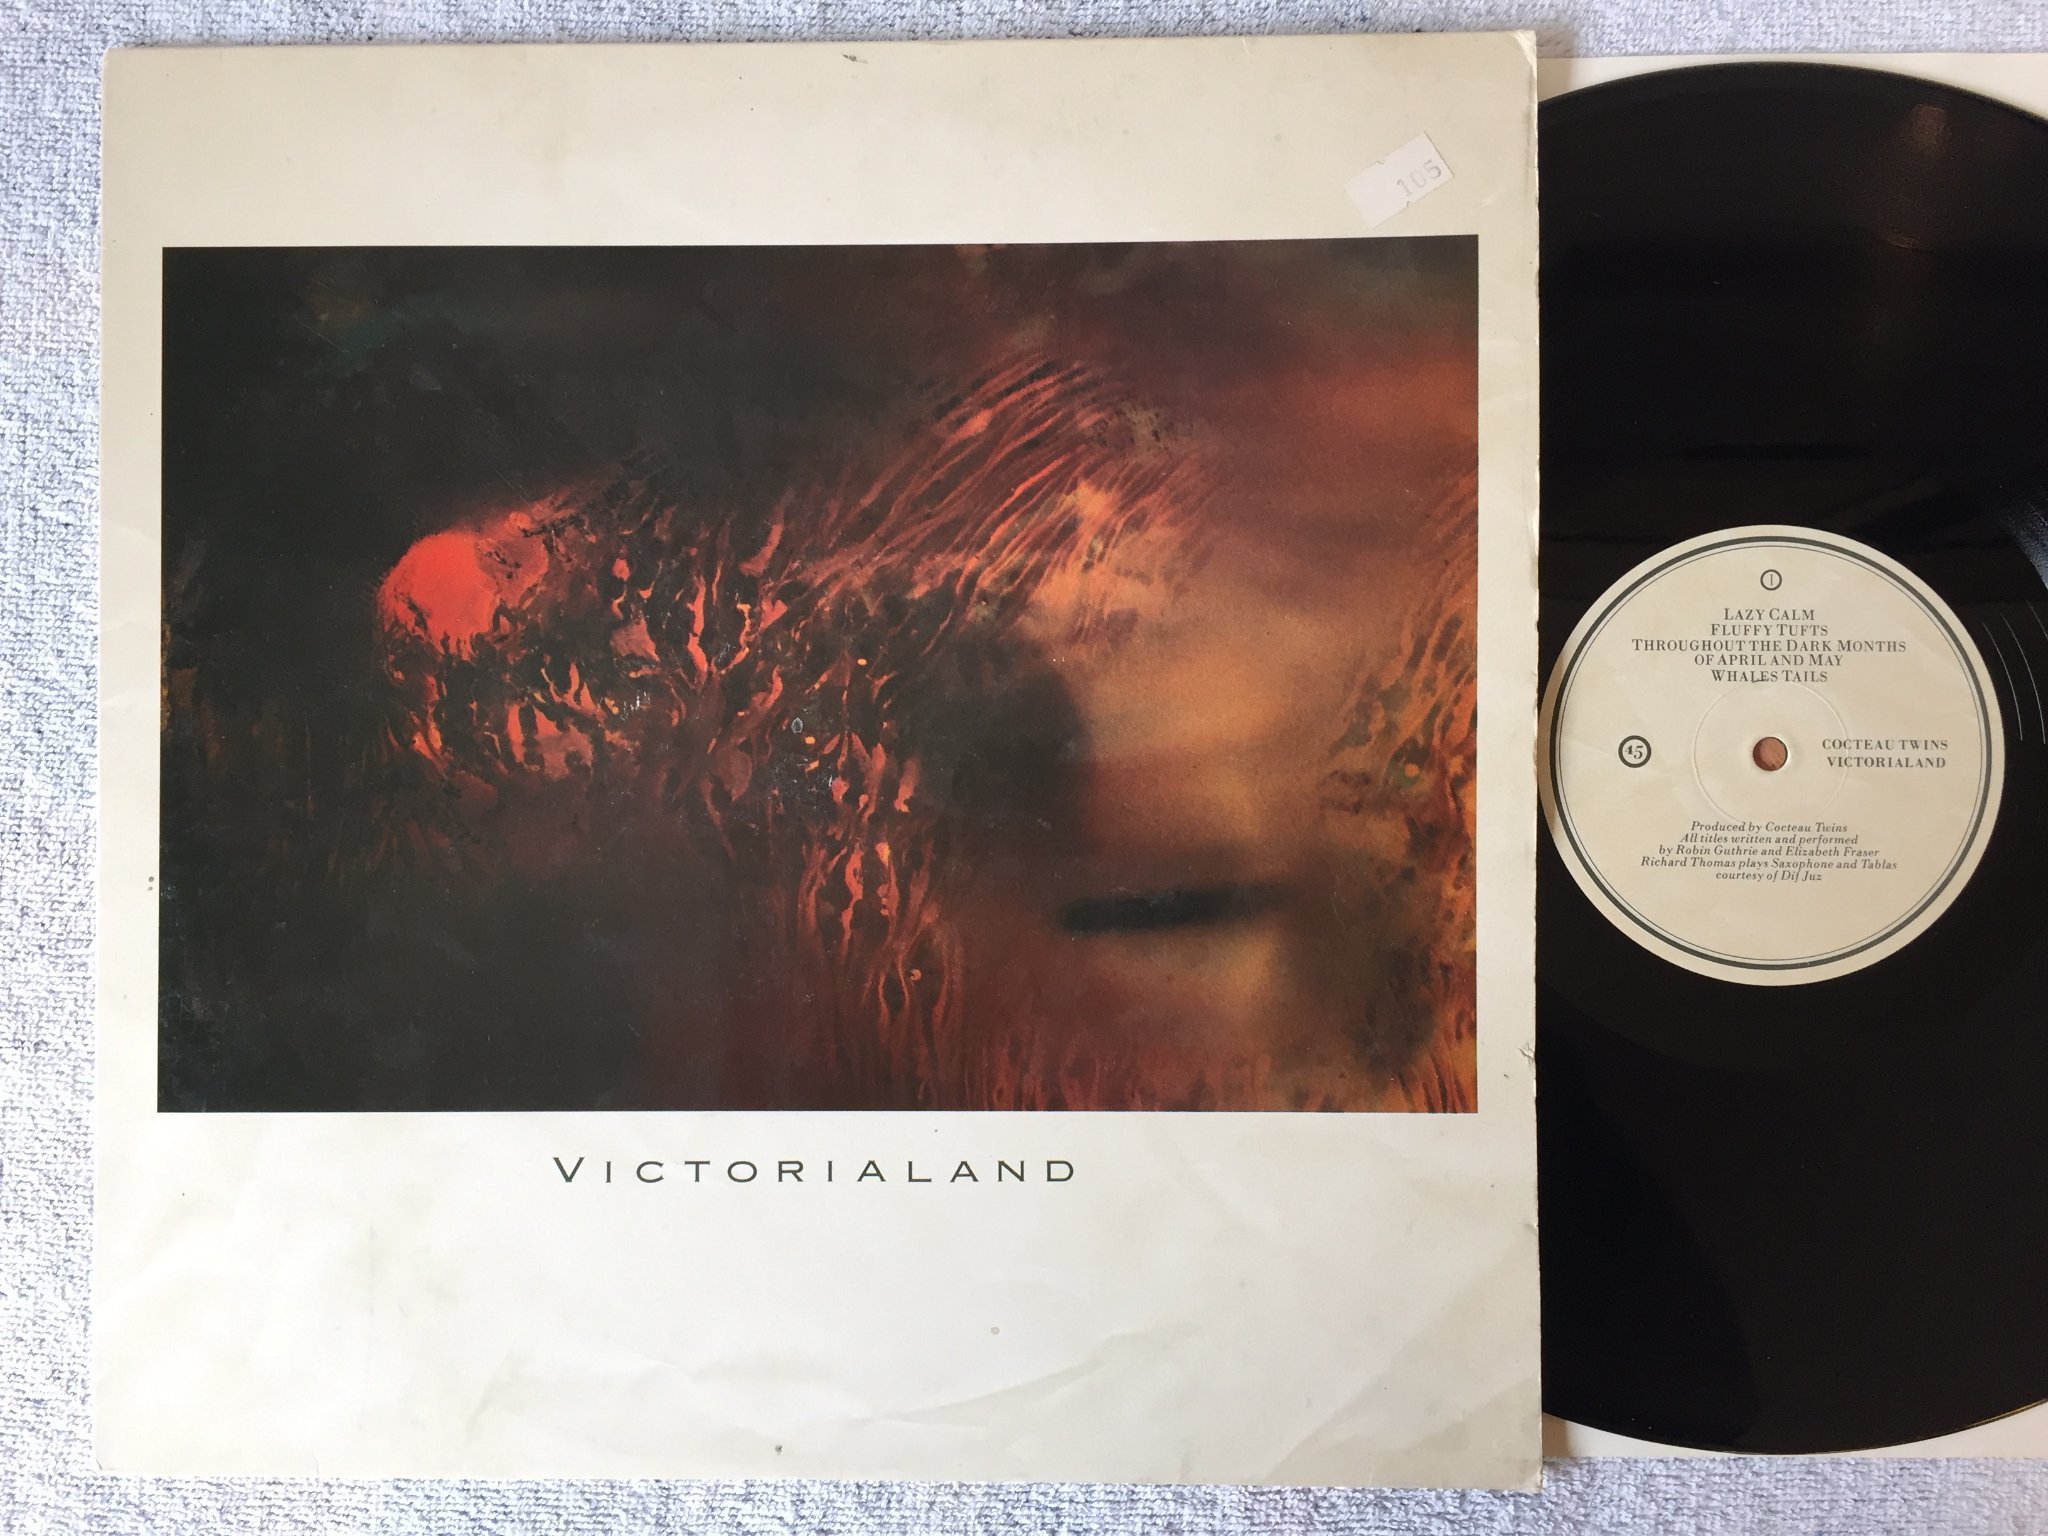 105
VICTORIALAND
1
LAZY CALM
FLUFFY TUFTS
THROUGHOUT THE DARK MONTHS
OF APRIL AND MAY
WHALES TAILS
45
COCTEAU TWINS
VICTORIALAND
Produced by Cocteau Twins
All titles written and performed
by Robin Guthrie and Elizabeth Fraser
Richard Thomas plays Saxophone and Tablas
courtesy of Dif Juz